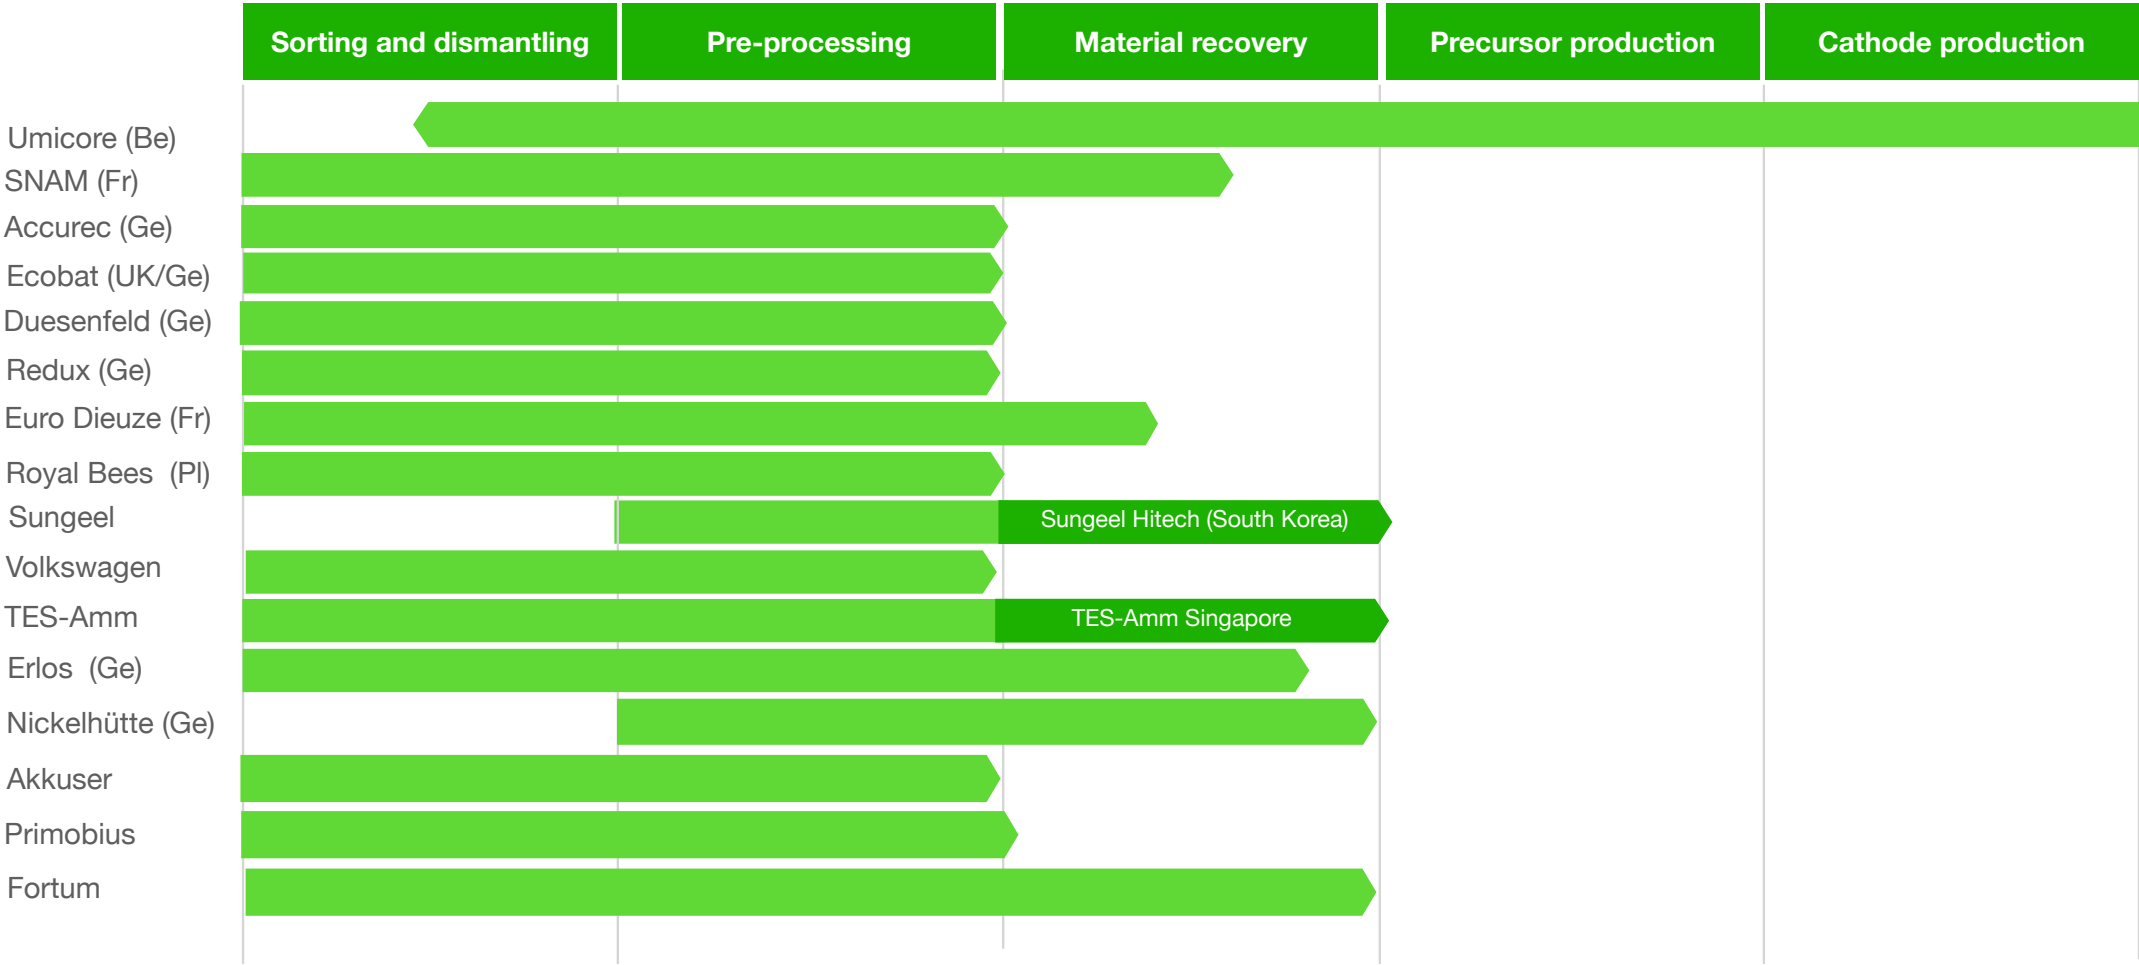 Sorting and dismantling Pre-processing Material recovery Precursor production Cathode production
Umicore (Be)
SNAM (Fr)
Accurec (Ge)
Ecobat (UK/Ge)
Duesenfeld (Ge)
Redux (Ge)
Euro Dieuze (Fr)
Royal Bees (Pl)
Sungeel Sungeel Hitech (South Korea)
Volkswagen
TES-Amm TES-Amm Singapore
Erlos (Ge)
Nickelhütte (Ge)
Akkuser
Primobius
Fortum